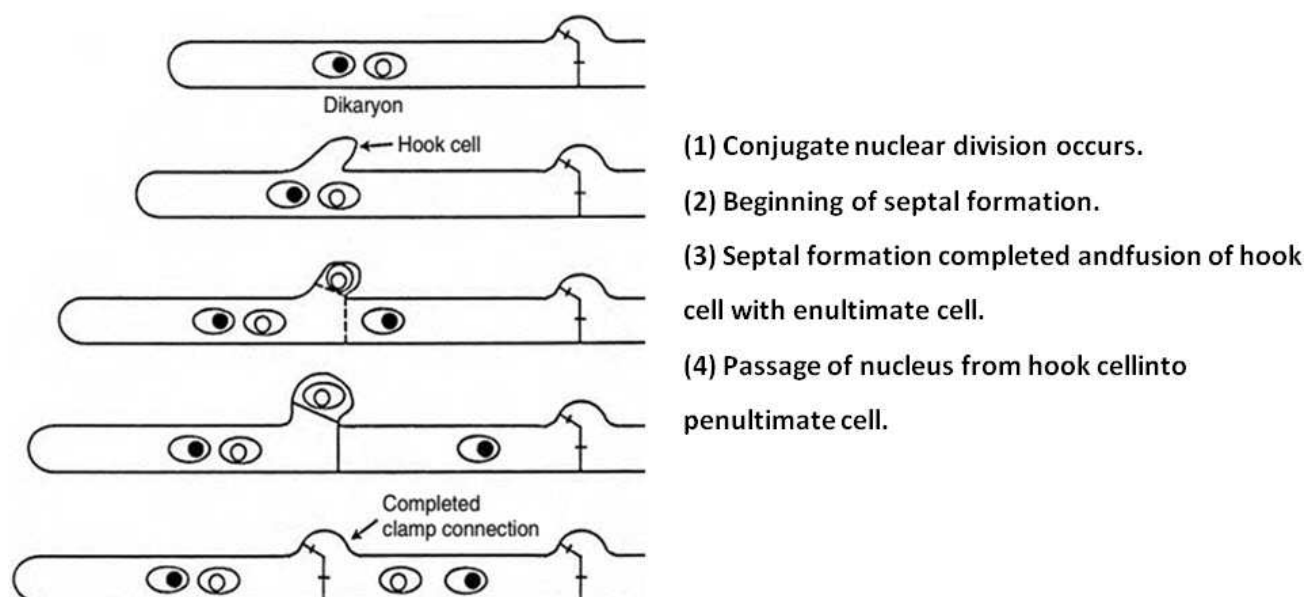 Dikaryon
Hook cell
Completed
clamp connection
(1) Conjugate nuclear division occurs.
(2) Beginning of septal formation.
(3) Septal formation completed andfusion of hook
cell with enultimate cell.
(4) Passage of nucleus from hook cellinto
penultimate cell.